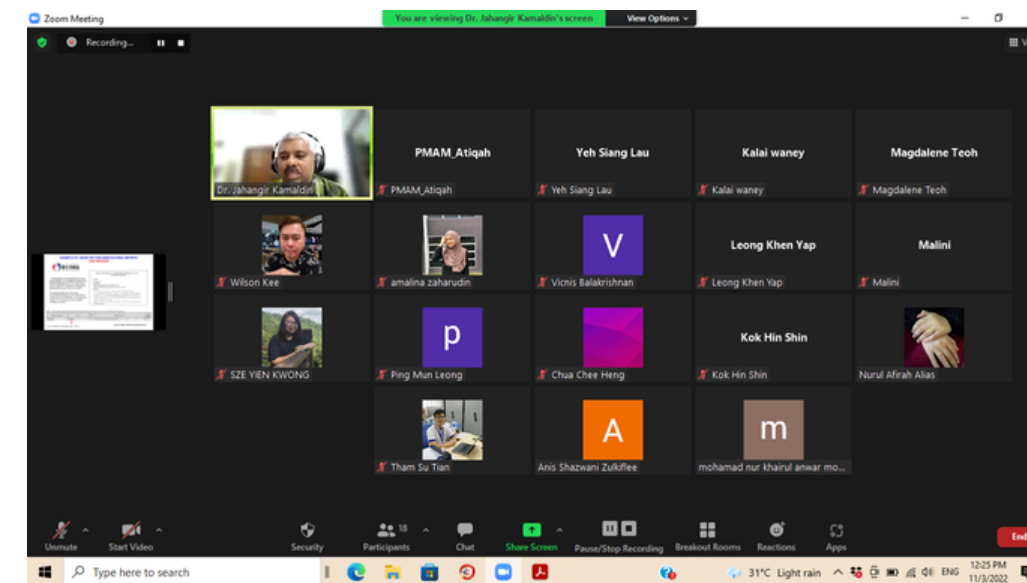 Zoom Meeting
You are viewing Dr. Jahangir Kamaldin's screen
View Options
Recording...
PMAM_Atiqah
Yeh Siang Lau
Kalai waney
Magdalene Teoh
Dr. Jahangir Kamaldin
PMAM_Atiqah
Yeh Siang Lau
Kalai waney
Magdalene Teoh
V
Leong Khen Yap
Malini
Wilson Kee
amalina zaharudin
Vicnis Balakrishnan
Leong Khen Yap
Malini
p
Kok Hin Shin
SZE YIEN KWONG
Ping Mun Leong
Chua Chee Heng
Kok Hin Shin
Nurul Afirah Alias
A
m
Tham Su Tian
Anis Shazwani Zulkiflee
mohamad nur khairul anwar mo...
18
Unmute
Start Video
Security
Participants
Chat
Share Screen
Pause/Stop Recording
Breakout Rooms
Reactions
Apps
End
Type here to search
31°C Light rain
ENG
12:25 PM
11/3/2022